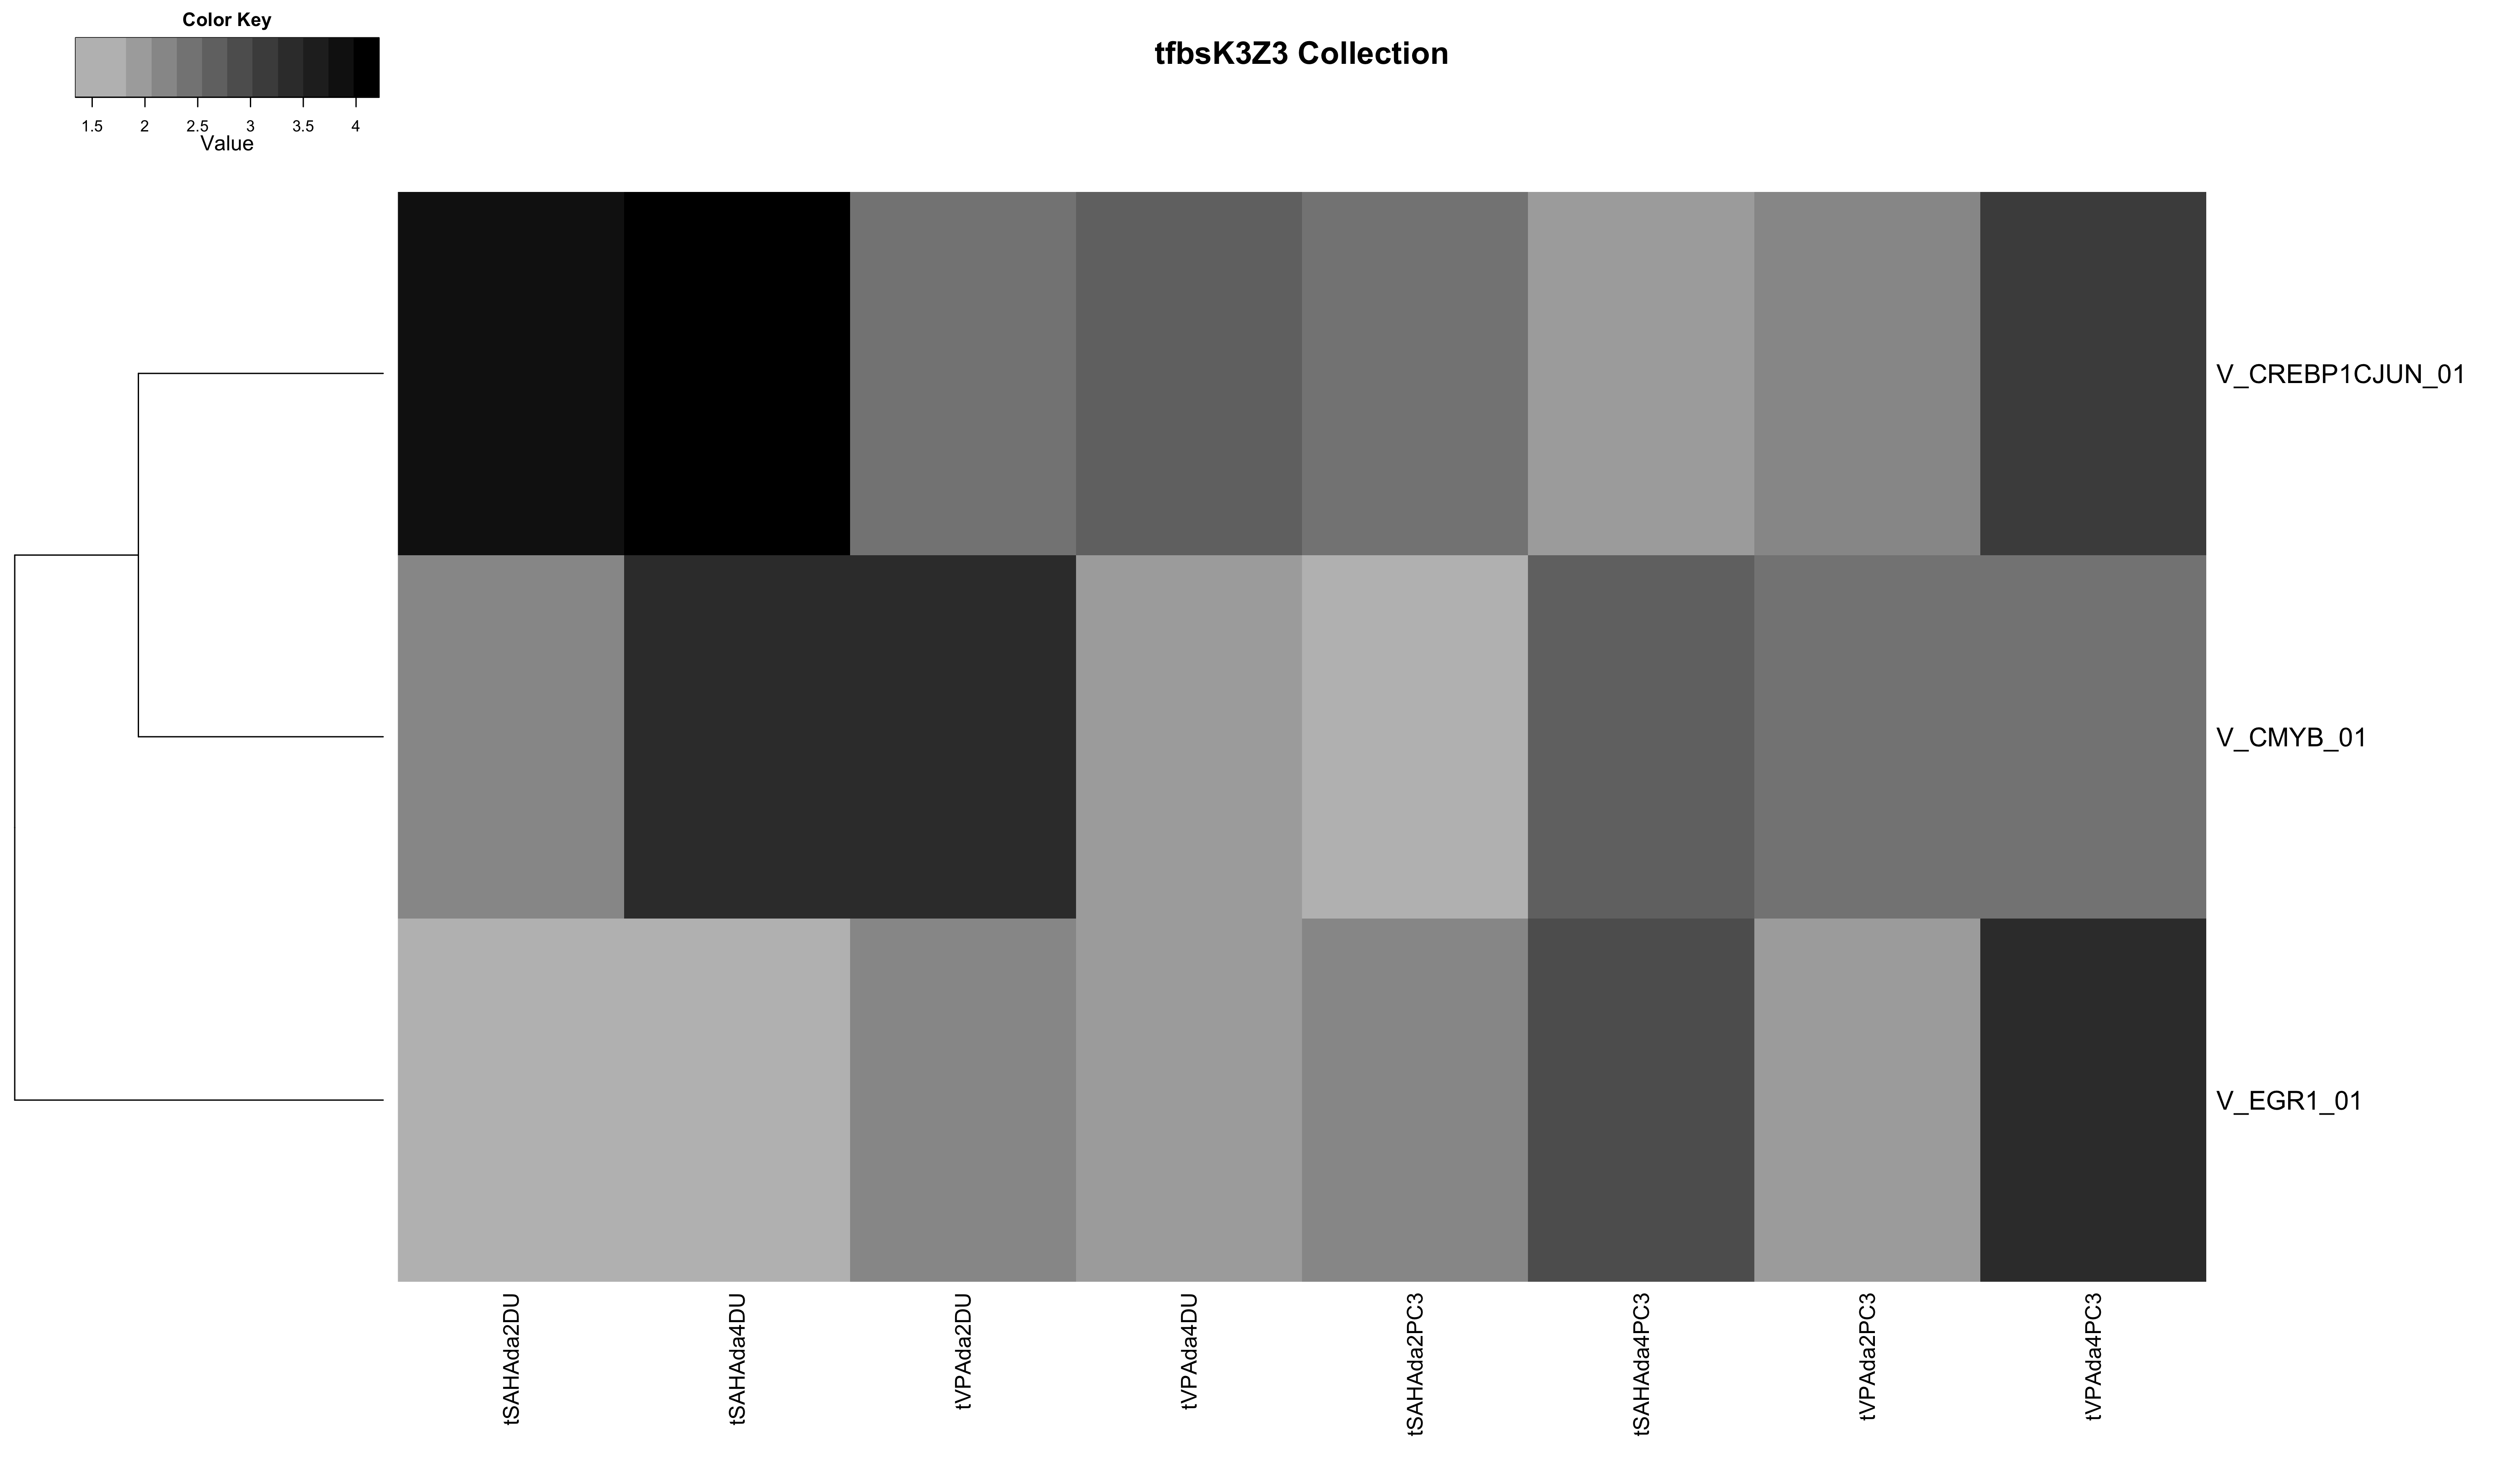 Color Key
1.5 2 2.5 3 3.5 4
Value
tfbsK3Z3 Collection
V_CREBP1CJUN_01
V_CMYB_01
V_EGR1_01
tSAHAda2DU
tSAHAda4DU
tVPAda2DU
tVPAda4DU
tSAHAda2PC3
tSAHAda4PC3
tVPAda2PC3
tVPAda4PC3